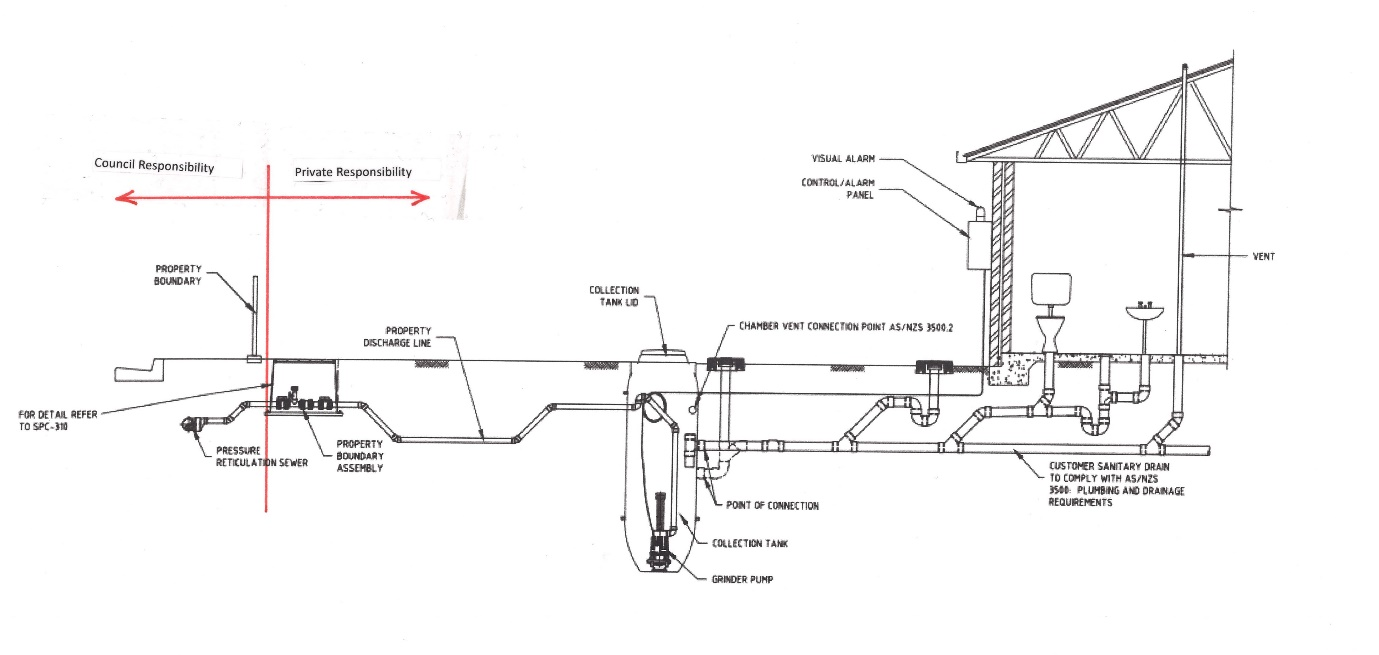 Council Responsibility
Private Responsibility
VISUAL ALARM
CONTROL/ALARM
PANEL
VENT
PROPERTY
BOUNDARY
COLLECTION
TANK LID
PROPERTY
DISCHARGE LINE
CHAMBER VENT CONNECTION POINT AS/NZS 3500.2
FOR DETAIL REFER
TO SPC-310
PRESSURE
RETICULATION SEWER
PROPERTY
BOUNDARY
ASSEMBLY
POINT OF CONNECTION
CUSTOMER SANITARY DRAIN
TO COMPLY WITH AS/NZS
3500: PLUMBING AND DRAINAGE
REQUIREMENTS
COLLECTION TANK
GRINDER PUMP